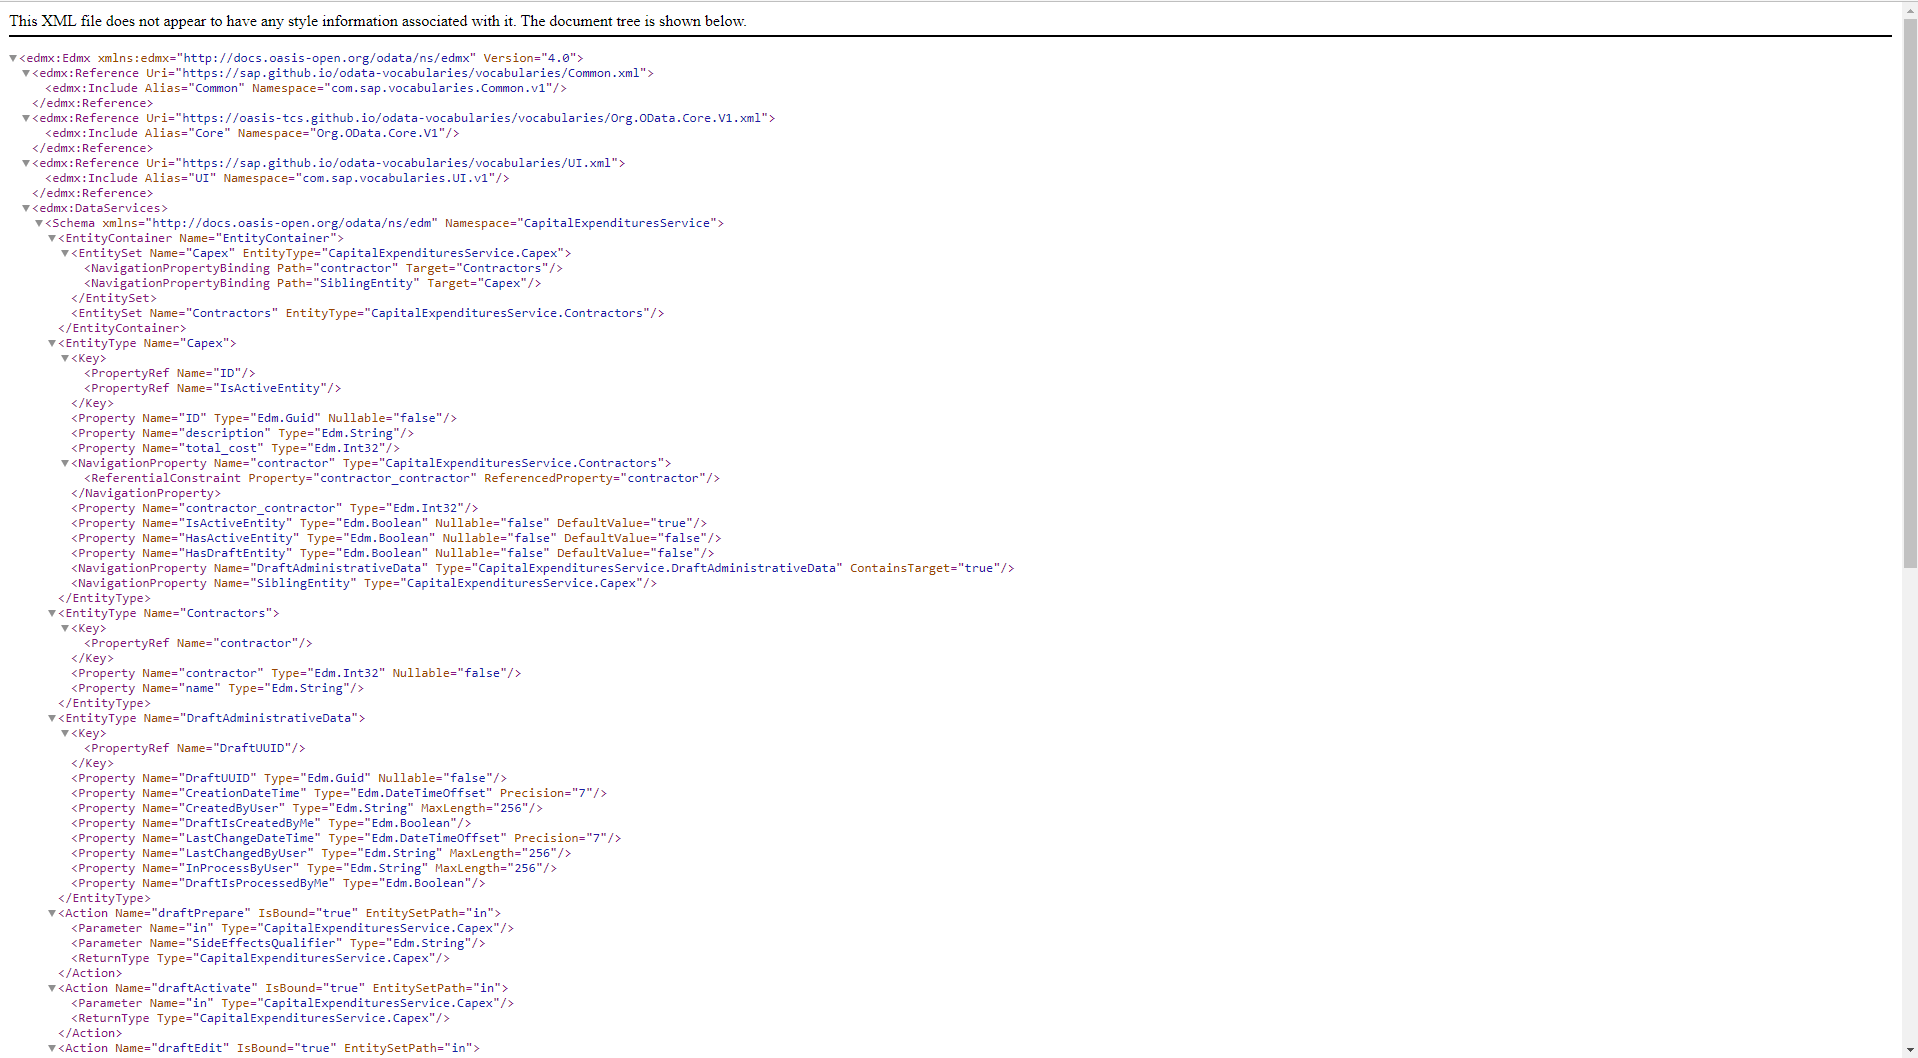 This XML file does not appear to have any style information associated with it. The document tree is shown below.
▼<edmx:Edmx xmlns:edmx="http://docs.oasis-open.org/odata/ns/edmx" Version="4.0">
▼<edmx:Reference Uri="https://sap.github.io/odata-vocabularies/vocabularies/Common.xml">
<edmx:Include Alias="Common" Namespace="com.sap.vocabularies.Common.v1"/>
</edmx:Reference>
▼<edmx:Reference Uri="https://oasis-tcs.github.io/odata-vocabularies/vocabularies/Org.OData.Core.V1.xml">
<edmx:Include Alias="Core" Namespace="Org.OData.Core.V1"/>
</edmx:Reference>
▼<edmx:Reference Uri="https://sap.github.io/odata-vocabularies/vocabularies/UI.xml">
<edmx:Include Alias="UI" Namespace="com.sap.vocabularies.UI.v1"/>
</edmx:Reference>
▼<edmx:DataServices>
▼<Schema xmlns="http://docs.oasis-open.org/odata/ns/edm" Namespace="CapitalExpendituresService">
▼<EntityContainer Name="EntityContainer">
▼<EntitySet Name="Capex" EntityType="CapitalExpendituresService.Capex">
<NavigationPropertyBinding Path="contractor" Target="Contractors"/>
<NavigationPropertyBinding Path="SiblingEntity" Target="Capex"/>
</EntitySet>
<EntitySet Name="Contractors" EntityType="CapitalExpendituresService.Contractors"/>
</EntityContainer>
▼<EntityType Name="Capex">
▼<Key>
<PropertyRef Name="ID"/>
<PropertyRef Name="IsActiveEntity"/>
</Key>
<Property Name="ID" Type="Edm.Guid" Nullable="false"/>
<Property Name="description" Type="Edm.String"/>
<Property Name="total_cost" Type="Edm.Int32"/>
▼<NavigationProperty Name="contractor" Type="CapitalExpendituresService.Contractors">
<ReferentialConstraint Property="contractor_contractor" ReferencedProperty="contractor"/>
</NavigationProperty>
<Property Name="contractor_contractor" Type="Edm.Int32"/>
<Property Name="IsActiveEntity" Type="Edm.Boolean" Nullable="false" DefaultValue="true"/>
<Property Name="HasActiveEntity" Type="Edm.Boolean" Nullable="false" DefaultValue="false"/>
<Property Name="HasDraftEntity" Type="Edm.Boolean" Nullable="false" DefaultValue="false"/>
<NavigationProperty Name="DraftAdministrativeData" Type="CapitalExpendituresService.DraftAdministrativeData" ContainsTarget="true"/>
<NavigationProperty Name="SiblingEntity" Type="CapitalExpendituresService.Capex"/>
</EntityType>
▼<EntityType Name="Contractors">
▼<Key>
<PropertyRef Name="contractor"/>
</Key>
<Property Name="contractor" Type="Edm.Int32" Nullable="false"/>
<Property Name="name" Type="Edm.String"/>
</EntityType>
▼<EntityType Name="DraftAdministrativeData">
▼<Key>
<PropertyRef Name="DraftUUID"/>
</Key>
<Property Name="DraftUUID" Type="Edm.Guid" Nullable="false"/>
<Property Name="CreationDateTime" Type="Edm.DateTimeOffset" Precision="7"/>
<Property Name="CreatedByUser" Type="Edm.String" MaxLength="256"/>
<Property Name="DraftIsCreatedByMe" Type="Edm.Boolean"/>
<Property Name="LastChangeDateTime" Type="Edm.DateTimeOffset" Precision="7"/>
<Property Name="LastChangedByUser" Type="Edm.String" MaxLength="256"/>
<Property Name="InProcessByUser" Type="Edm.String" MaxLength="256"/>
<Property Name="DraftIsProcessedByMe" Type="Edm.Boolean"/>
</EntityType>
▼<Action Name="draftPrepare" IsBound="true" EntitySetPath="in">
<Parameter Name="in" Type="CapitalExpendituresService.Capex"/>
<Parameter Name="SideEffectsQualifier" Type="Edm.String"/>
<ReturnType Type="CapitalExpendituresService.Capex"/>
</Action>
▼<Action Name="draftActivate" IsBound="true" EntitySetPath="in">
<Parameter Name="in" Type="CapitalExpendituresService.Capex"/>
<ReturnType Type="CapitalExpendituresService.Capex"/>
</Action>
▼<Action Name="draftEdit" IsBound="true" EntitySetPath="in">